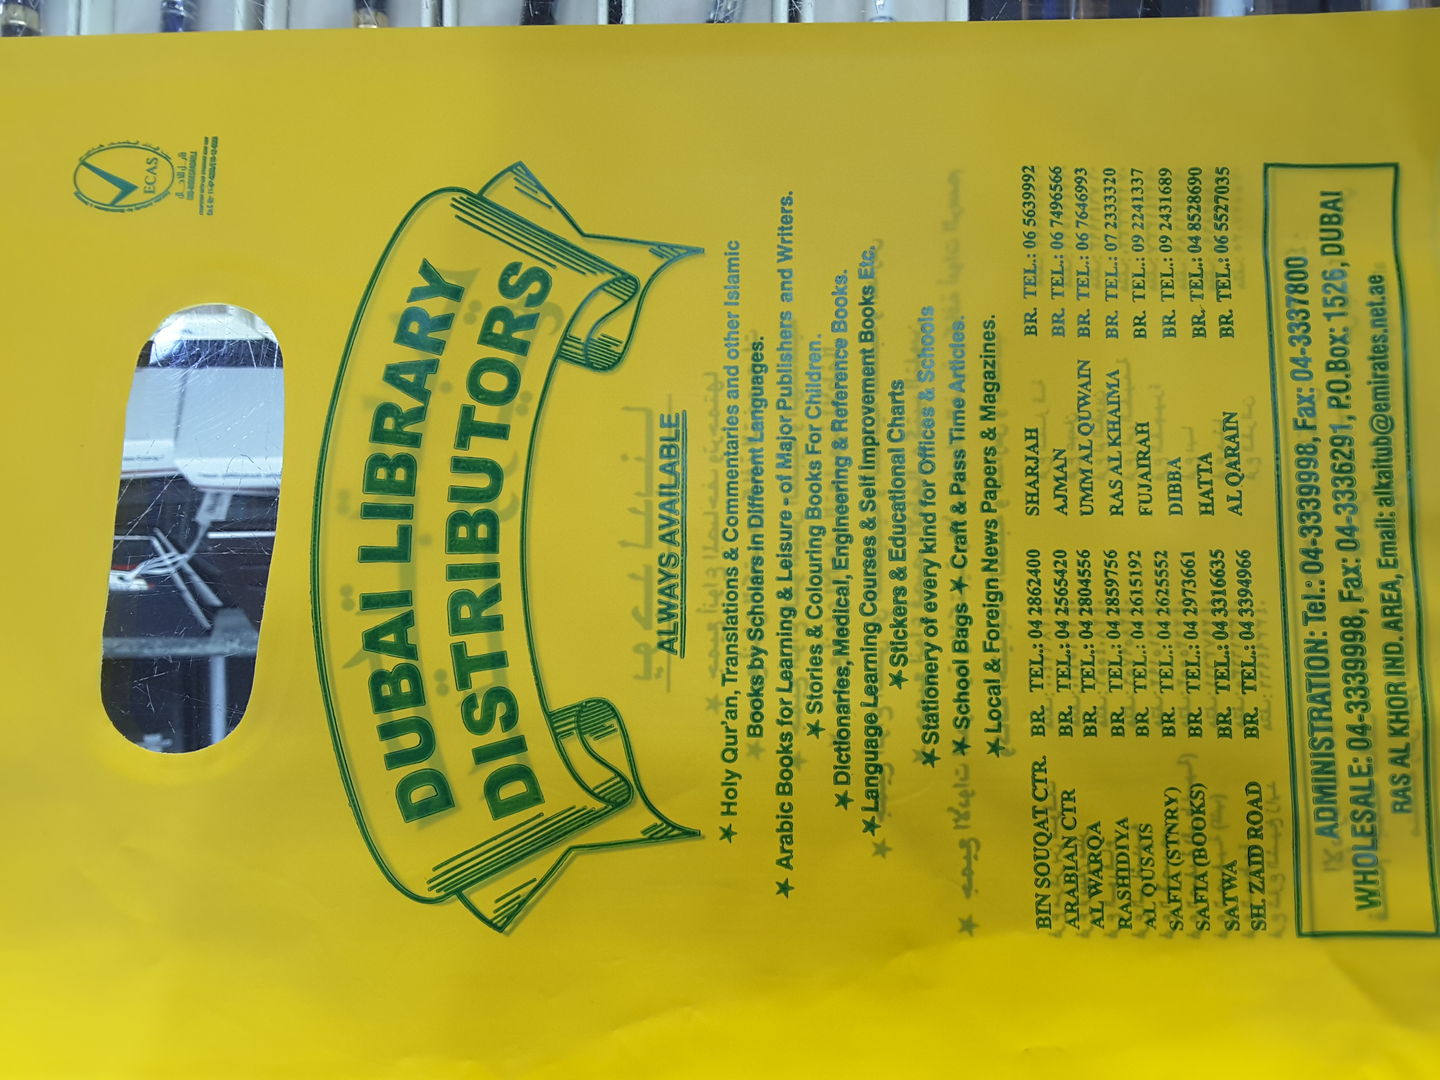 ECAS
DUBAI LIBRARY
DISTRIBUTORS
ALWAYS AVAILABLE
★ Holy Qur'an, Translations & Commentaries and other Islamic
Books by Scholars in Different Languages.
★ Arabic Books for Learning & Leisure - of Major Publishers and Writers.
★ Stories & Colouring Books For Children.
★ Dictionaries, Medical, Engineering & Reference Books.
★ Language Learning Courses & Self Improvement Books Etc.
★ Stickers & Educational Charts
★ Stationery of every kind for Offices & Schools
★ School Bags ★ Craft & Pass Time Articles.
★ Local & Foreign News Papers & Magazines.
BIN SOUQAT CTR. BR. TEL.: 04 2862400 SHARJAH BR. TEL.: 06 5639992
ARABIAN CTR BR. TEL.: 04 2565420 AJMAN BR. TEL.: 06 7496566
AL WARQA BR. TEL.: 04 2804556 UMM AL QUWAIN BR. TEL.: 06 7646993
RASHIDIYA BR. TEL.: 04 2859756 RAS AL KHAIMA BR. TEL.: 07 2333320
AL QUSAIS BR. TEL.: 04 2615192 FUJAIRAH BR. TEL.: 09 2241337
SAFIA (STNRY) BR. TEL.: 04 2625552 DIBBA BR. TEL.: 09 2431689
SAFIA (BOOKS) BR. TEL.: 04 2973661 HATTA BR. TEL.: 04 8528690
SATWA BR. TEL.: 04 3316635 AL QARAIN BR. TEL.: 06 5527035
SH. ZAID ROAD BR. TEL.: 04 3394966
ADMINISTRATION: Tel.: 04-3339998, Fax: 04-3337800
WHOLESALE: 04-3339998, Fax: 04-3336291, P.O.Box: 1526, DUBAI
RAS AL KHOR IND. AREA, Email: alkaitub@emirates.net.ae